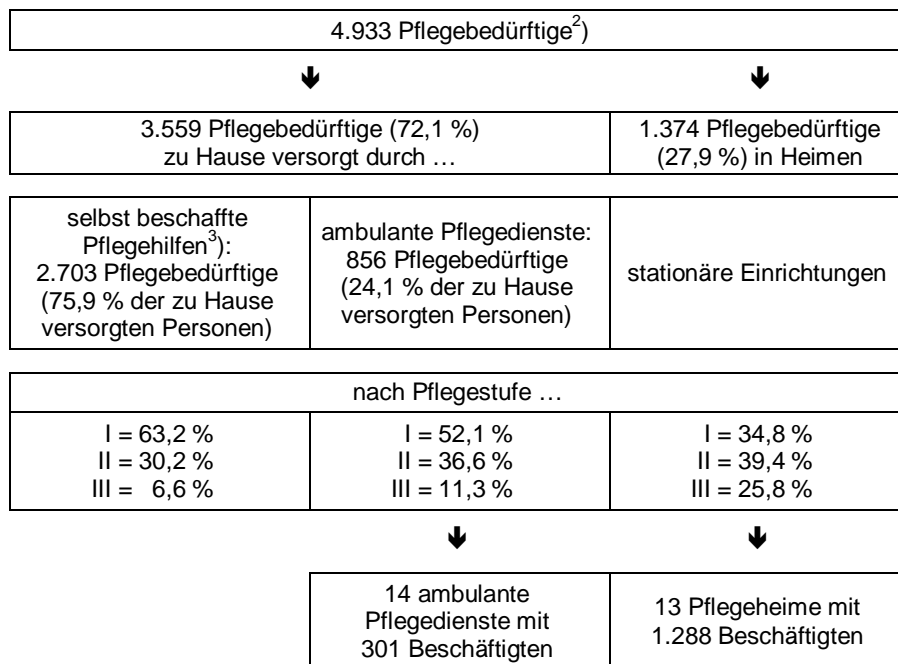 4.933 Pflegebedürftige²)
3.559 Pflegebedürftige (72,1 %)
zu Hause versorgt durch …
1.374 Pflegebedürftige
(27,9 %) in Heimen
selbst beschaffte
Pflegehilfen³):
2.703 Pflegebedürftige
(75,9 % der zu Hause
versorgten Personen)
ambulante Pflegedienste:
856 Pflegebedürftige
(24,1 % der zu Hause
versorgten Personen)
stationäre Einrichtungen
nach Pflegestufe …
I = 63,2 %
II = 30,2 %
III = 6,6 %
I = 52,1 %
II = 36,6 %
III = 11,3 %
I = 34,8 %
II = 39,4 %
III = 25,8 %
14 ambulante
Pflegedienste mit
301 Beschäftigten
13 Pflegeheime mit
1.288 Beschäftigten